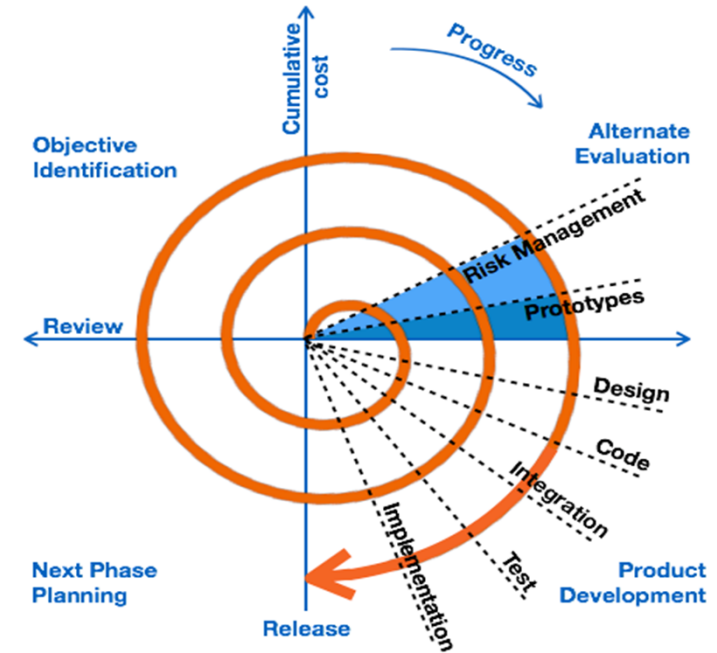 Cumulative
cost
Progress
Objective
Identification
Alternate
Evaluation
Risk Management
Prototypes
Review
Design
Code
Integration
Test
Implementation
Next Phase
Planning
Product
Development
Release